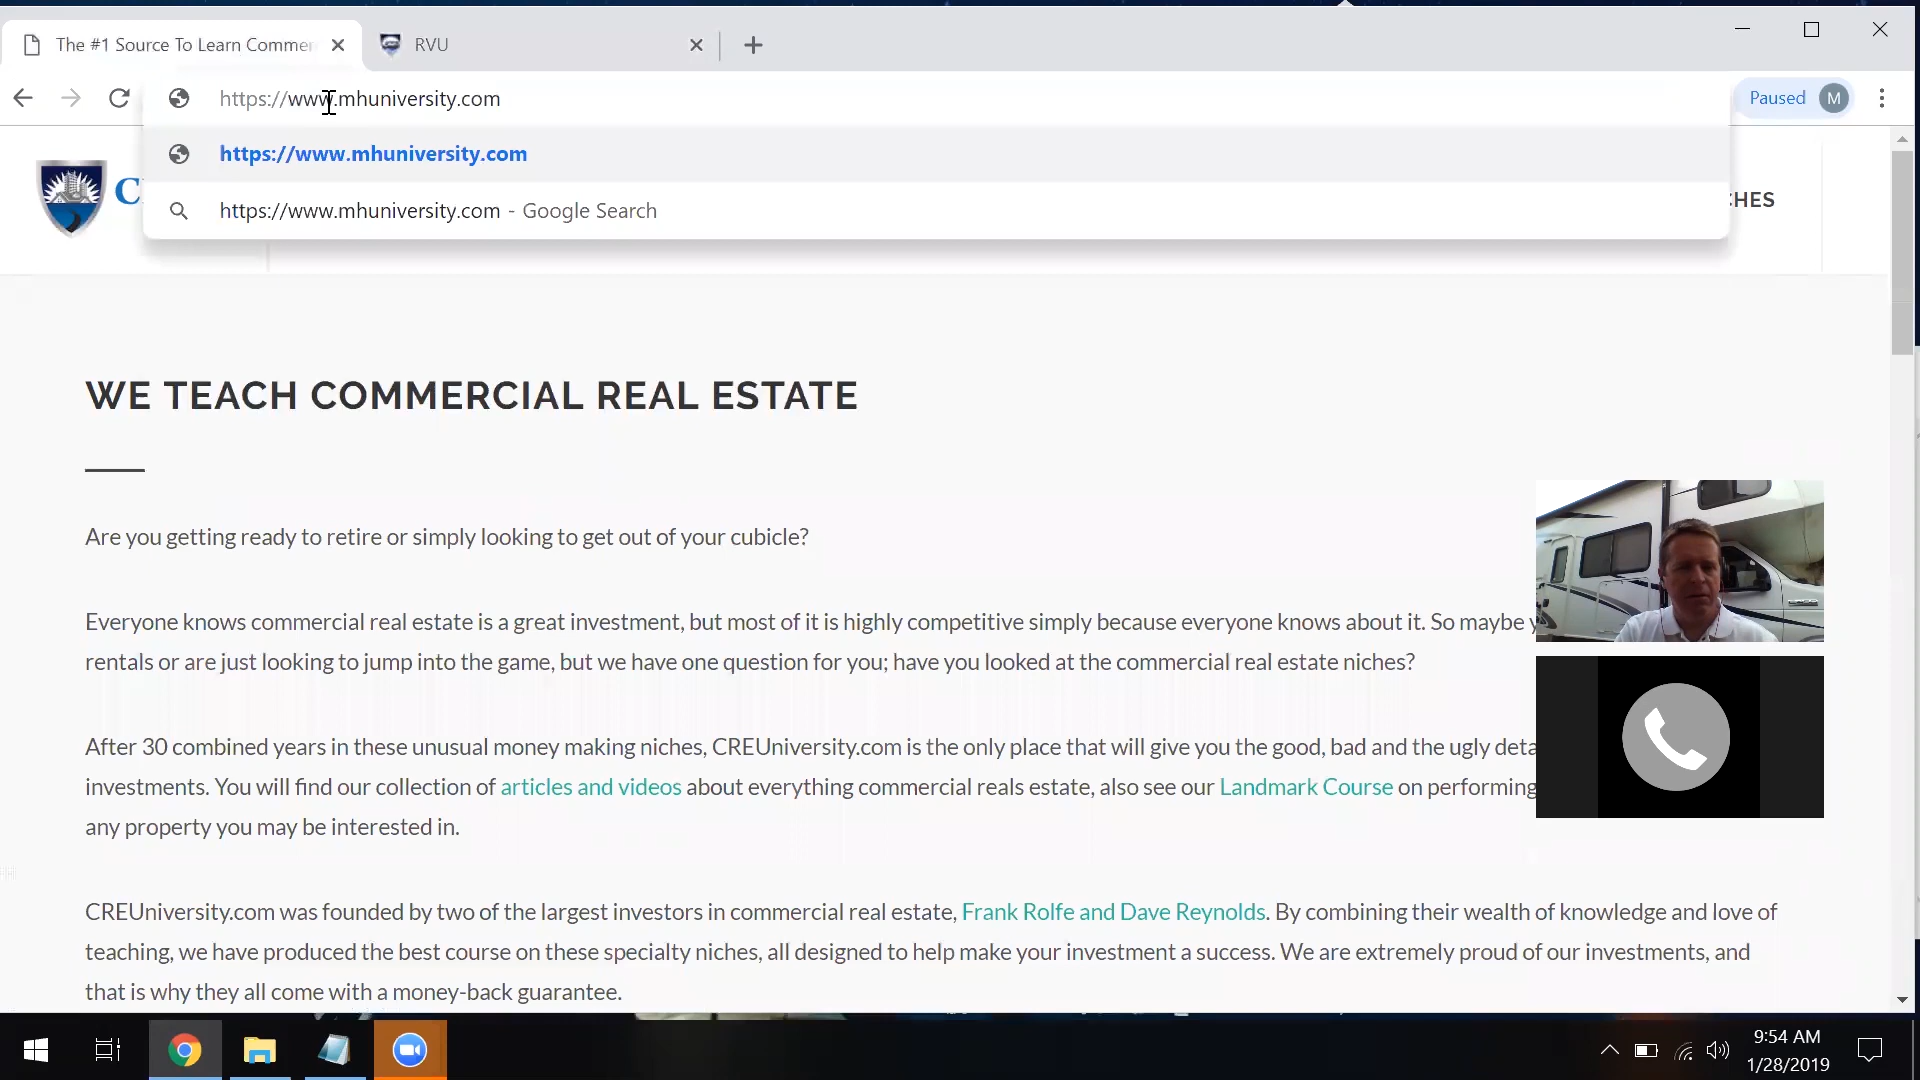 The #1 Source To Learn Commer
RVU
https://www.mhuniversity.com
Paused M
https://www.mhuniversity.com
https://www.mhuniversity.com - Google Search
C
CHES
WE TEACH COMMERCIAL REAL ESTATE
Are you getting ready to retire or simply looking to get out of your cubicle?
Everyone knows commercial real estate is a great investment, but most of it is highly competitive simply because everyone knows about it. So maybe y
rentals or are just looking to jump into the game, but we have one question for you; have you looked at the commercial real estate niches?
After 30 combined years in these unusual money making niches, CREUniversity.com is the only place that will give you the good, bad and the ugly deta
investments. You will find our collection of articles and videos about everything commercial reals estate, also see our Landmark Course on performing
any property you may be interested in.
CREUniversity.com was founded by two of the largest investors in commercial real estate, Frank Rolfe and Dave Reynolds. By combining their wealth of knowledge and love of
teaching, we have produced the best course on these specialty niches, all designed to help make your investment a success. We are extremely proud of our investments, and
that is why they all come with a money-back guarantee.
9:54 AM
1/28/2019